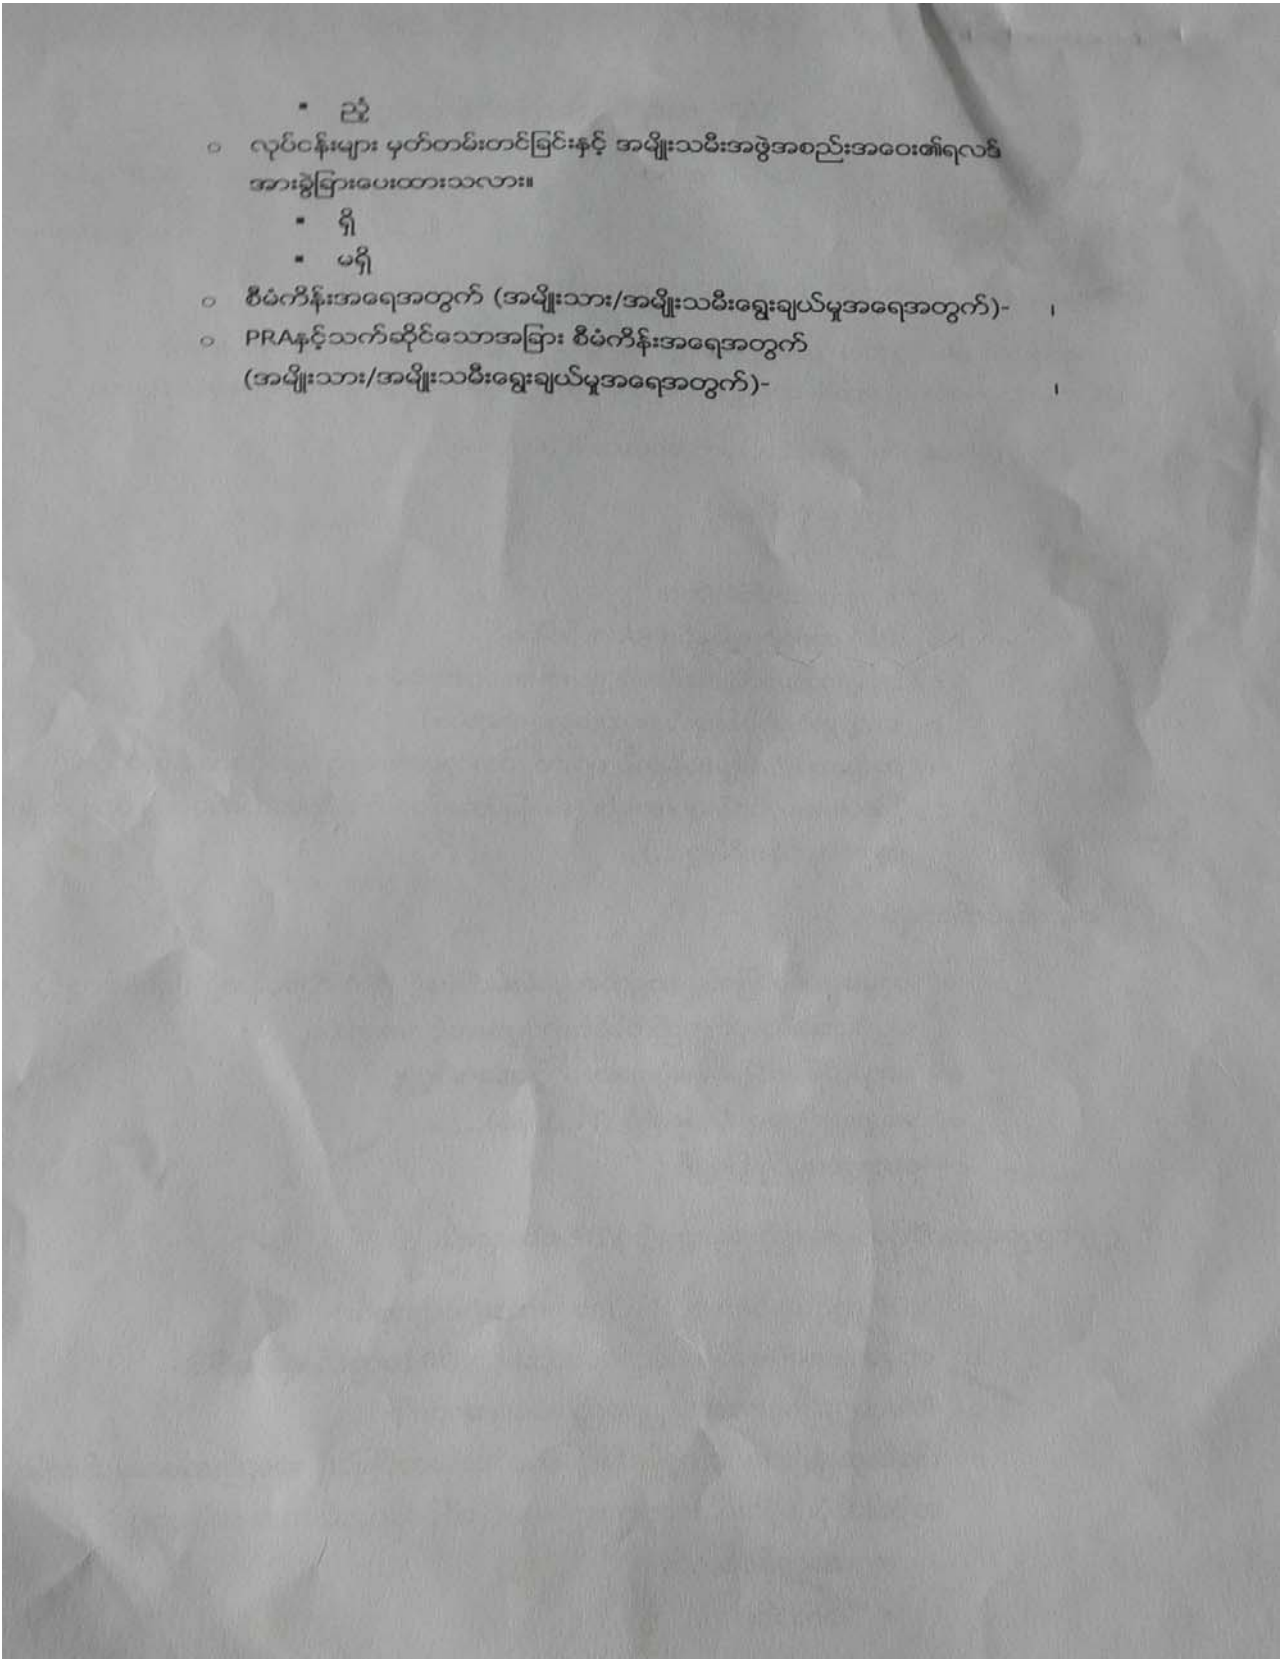 ▪ ညံ့
○ လုပ်ငန်းများ မှတ်တမ်းတင်ခြင်းနှင့် အမျိုးသမီးအဖွဲ့အစည်းအဝေး၏ရလဒ်
အားခွဲခြားပေးထားသလား။
▪ ရှိ
▪ မရှိ
○ စီမံကိန်းအရေအတွက် (အမျိုးသား/အမျိုးသမီးရွေးချယ်မှုအရေအတွက်)- ၊
○ PRAနှင့်သက်ဆိုင်သောအခြား စီမံကိန်းအရေအတွက်
(အမျိုးသား/အမျိုးသမီးရွေးချယ်မှုအရေအတွက်)- ၊